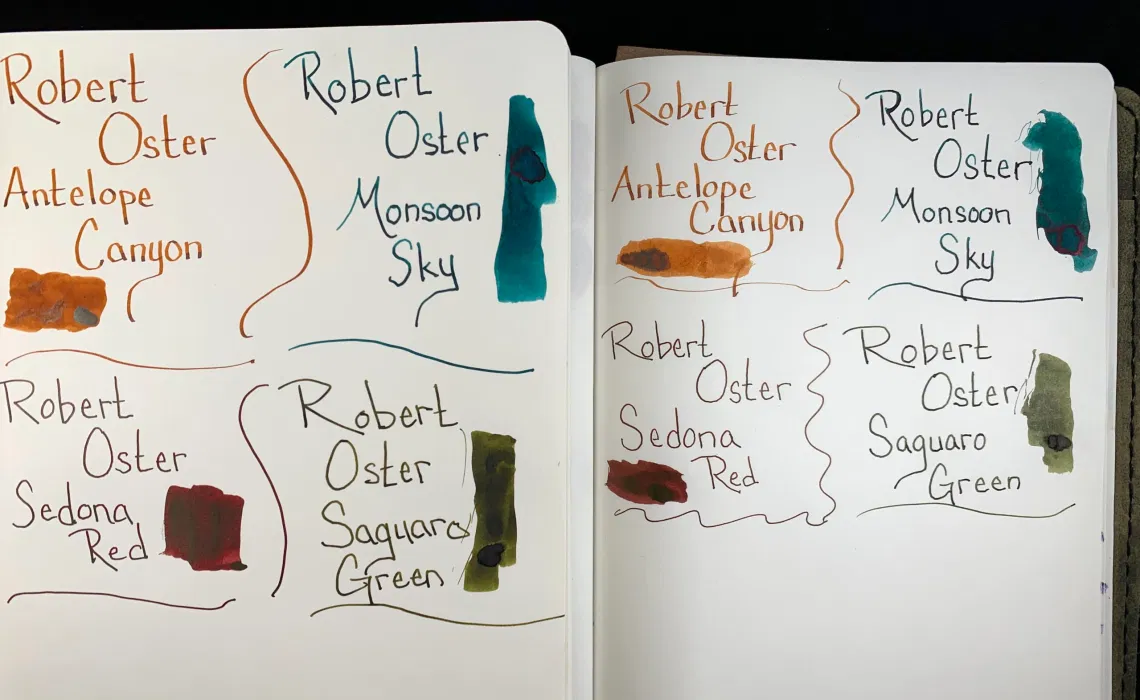 Robert
Oster
Antelope
Canyon
Robert
Oster
Monsoon
Sky
Robert
Oster
Sedona
Red
Robert
Oster
Saguaro
Green
Robert
Oster
Antelope
Canyon
Robert
Oster
Monsoon
Sky
Robert
Oster
Sedona
Red
Robert
Oster
Saguaro
Green